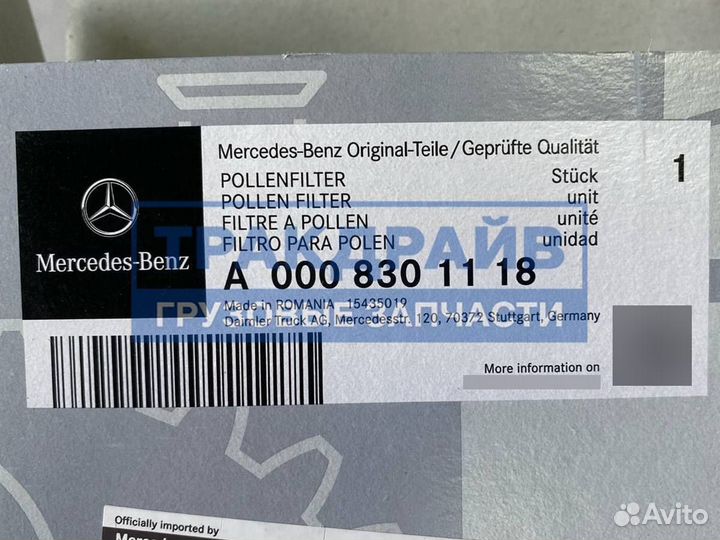 Mercedes-Benz Original-Teile/Geprüfte Qualität
POLLENFILTER Stück 1
POLLEN FILTER unit
FILTRE A POLLEN unité
FILTRO PARA POLEN unidad
ТРАКДРАЙВ
Mercedes-Benz
A 000 830 11 18
Made in ROMANIA 15435019
ГРУЗОВЫЕ ЗАПЧАСТИ
Daimler Truck AG, Mercedesstr. 120, 70372 Stuttgart, Germany
More information on
Officially imported by
Avito